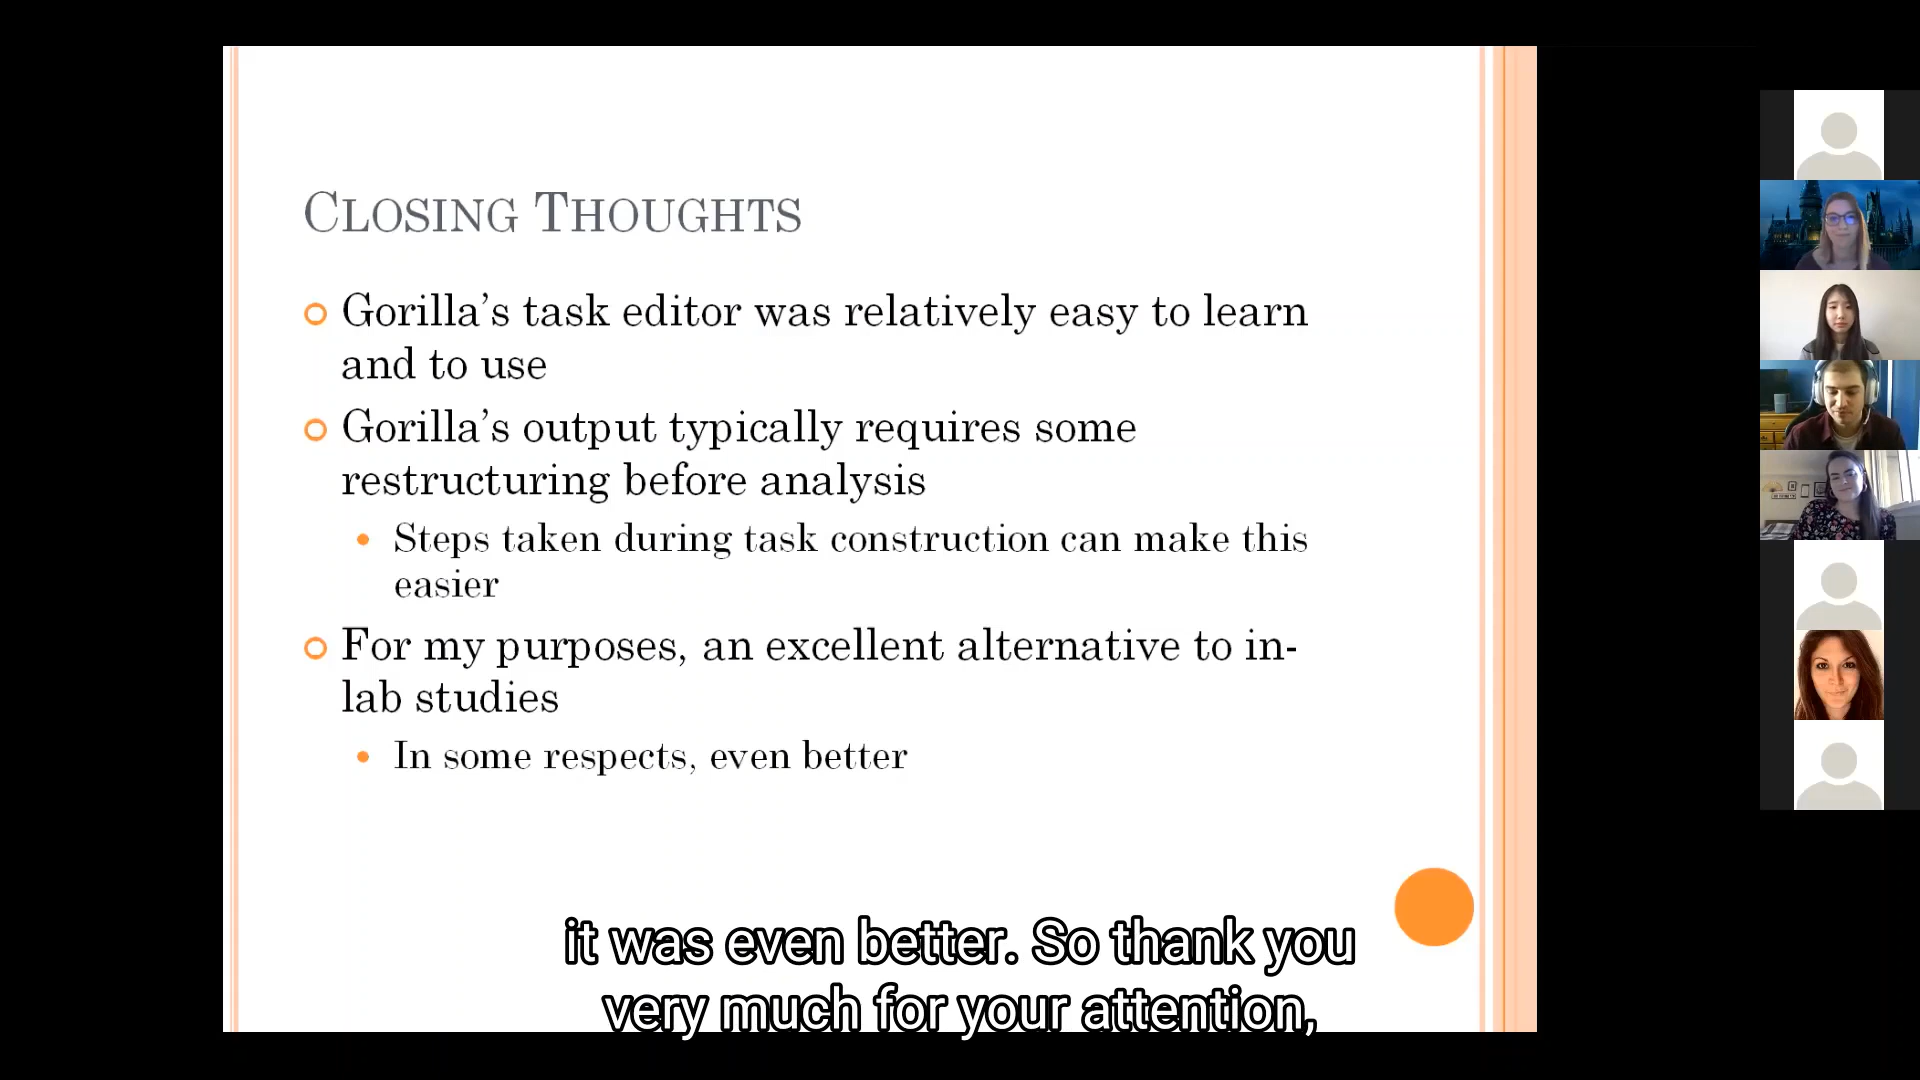 CLOSING THOUGHTS
Gorilla's task editor was relatively easy to learn
and to use
Gorilla's output typically requires some
restructuring before analysis
Steps taken during task construction can make this
easier
For my purposes, an excellent alternative to in-
lab studies
In some respects, even better
it was even better. So thank you
very much for your attention,